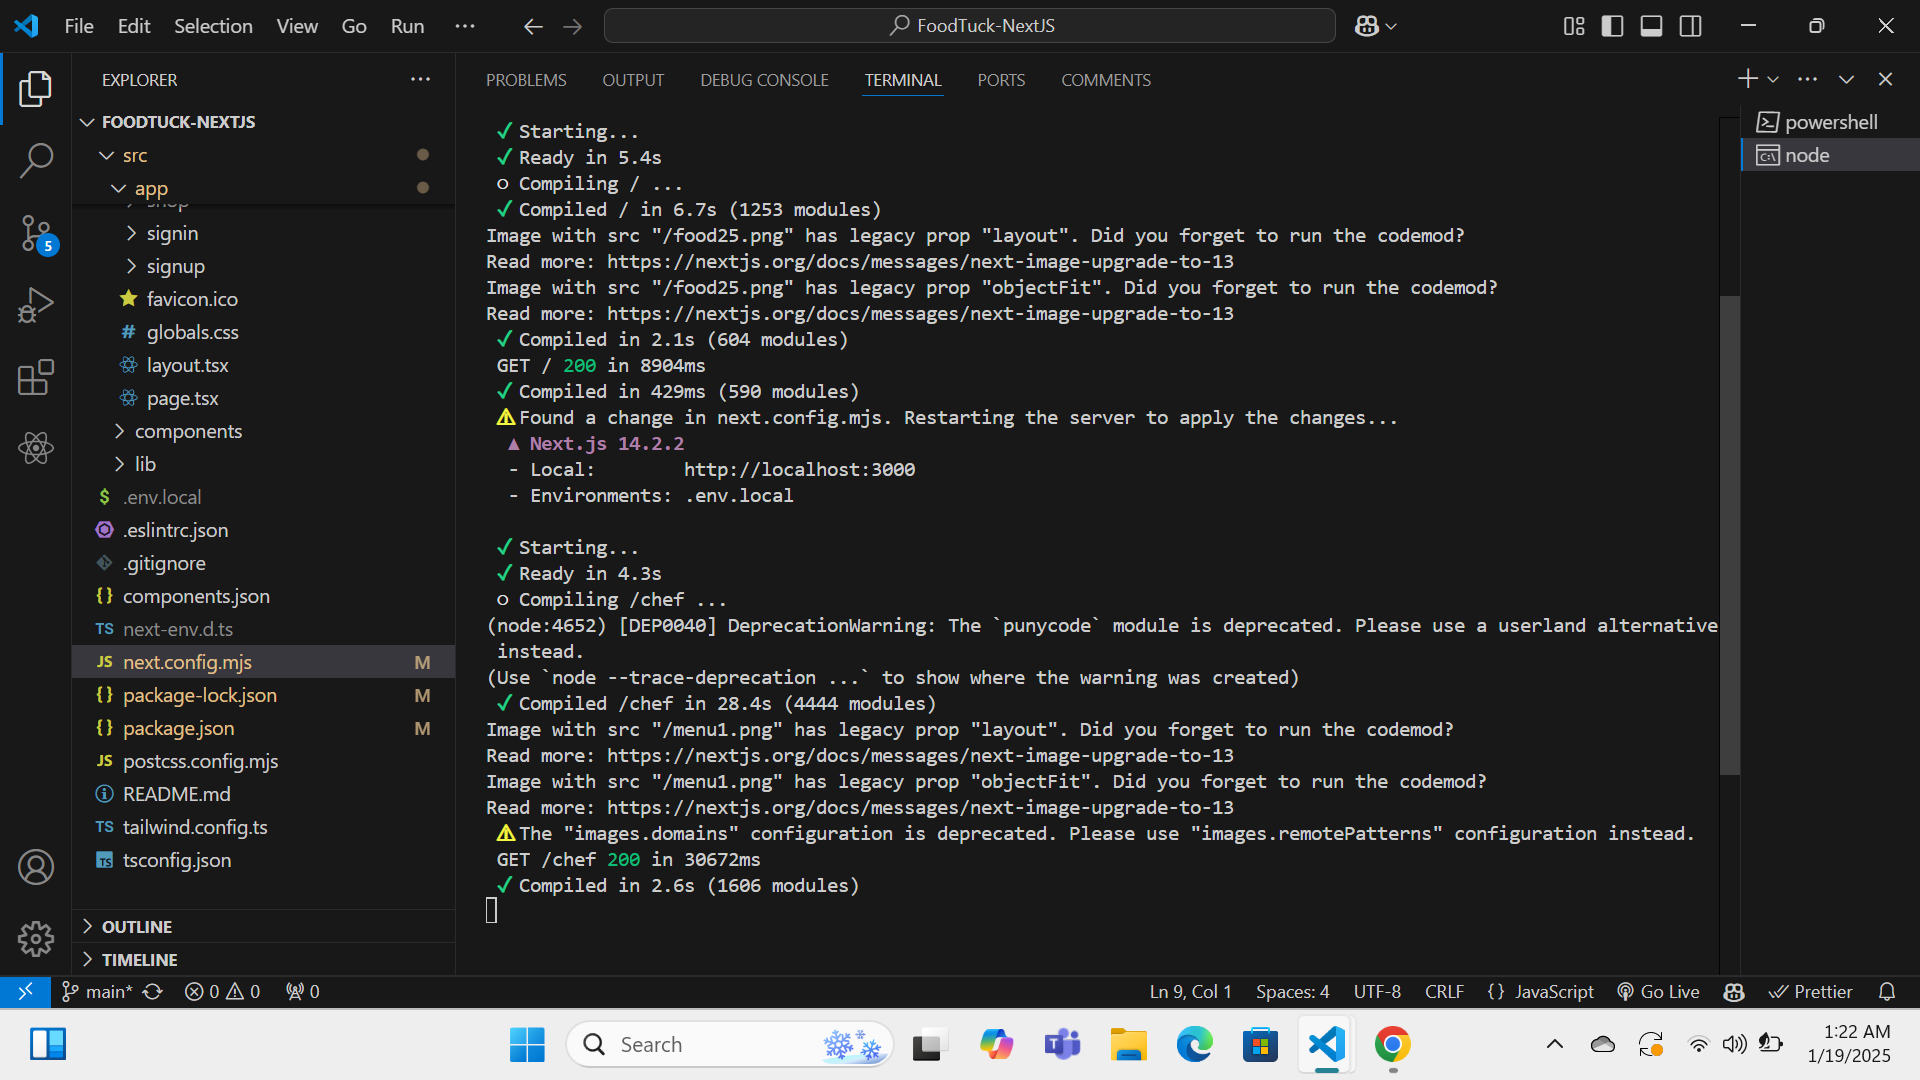 File Edit Selection View Go Run ...
FoodTuck-NextJS
EXPLORER
FOODTUCK-NEXTJS
src
app
shop
signin
signup
favicon.ico
# globals.css
layout.tsx
page.tsx
components
lib
$ .env.local
.eslintrc.json
.gitignore
{} components.json
TS next-env.d.ts
JS next.config.mjs M
{} package-lock.json M
{} package.json M
JS postcss.config.mjs
README.md
TS tailwind.config.ts
TS tsconfig.json
OUTLINE
TIMELINE
5
PROBLEMS OUTPUT DEBUG CONSOLE TERMINAL PORTS COMMENTS
✓ Starting...
✓ Ready in 5.4s
○ Compiling / ...
✓ Compiled / in 6.7s (1253 modules)
Image with src "/food25.png" has legacy prop "layout". Did you forget to run the codemod?
Read more: https://nextjs.org/docs/messages/next-image-upgrade-to-13
Image with src "/food25.png" has legacy prop "objectFit". Did you forget to run the codemod?
Read more: https://nextjs.org/docs/messages/next-image-upgrade-to-13
✓ Compiled in 2.1s (604 modules)
GET / 200 in 8904ms
✓ Compiled in 429ms (590 modules)
⚠ Found a change in next.config.mjs. Restarting the server to apply the changes...
▲ Next.js 14.2.2
- Local: http://localhost:3000
- Environments: .env.local
✓ Starting...
✓ Ready in 4.3s
○ Compiling /chef ...
(node:4652) [DEP0040] DeprecationWarning: The `punycode` module is deprecated. Please use a userland alternative
instead.
(Use `node --trace-deprecation ...` to show where the warning was created)
✓ Compiled /chef in 28.4s (4444 modules)
Image with src "/menu1.png" has legacy prop "layout". Did you forget to run the codemod?
Read more: https://nextjs.org/docs/messages/next-image-upgrade-to-13
Image with src "/menu1.png" has legacy prop "objectFit". Did you forget to run the codemod?
Read more: https://nextjs.org/docs/messages/next-image-upgrade-to-13
⚠ The "images.domains" configuration is deprecated. Please use "images.remotePatterns" configuration instead.
GET /chef 200 in 30672ms
✓ Compiled in 2.6s (1606 modules)
powershell
node
main* 0 0 0
Ln 9, Col 1 Spaces: 4 UTF-8 CRLF {} JavaScript Go Live Prettier
Search
1:22 AM
1/19/2025